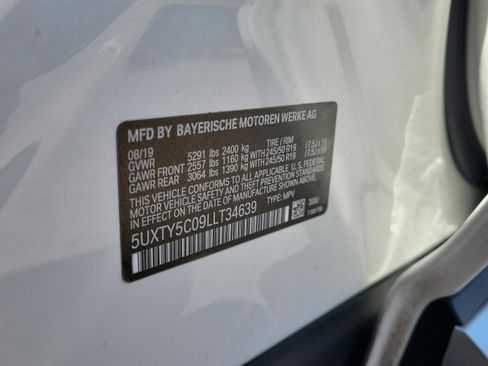 MFD BY BAYERISCHE MOTOREN WERKE AG
08/19 TIRE / RIM
GVWR 5291 lbs 2400 kg
GAWR FRONT 2557 lbs 1160 kg WITH 245/50 R19
GAWR REAR 3064 lbs 1390 kg WITH 245/50 R19
THIS VEHICLE CONFORMS TO ALL APPLICABLE U.S. FEDERAL
MOTOR VEHICLE SAFETY STANDARDS IN
EFFECT ON THE DATE OF MANUFACTURE SHOWN ABOVE.
5UXTY5C09LLT34639 TYPE: MPV